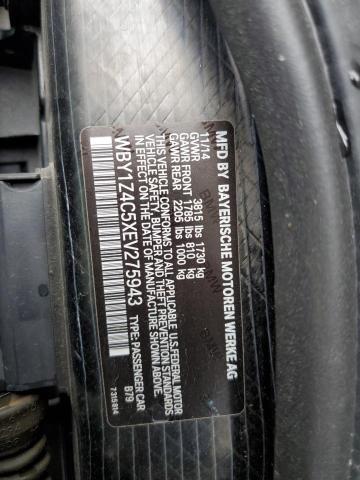 MFD BY BAYERISCHE MOTOREN WERKE AG
11/14
GVWR 3815 lbs 1730 kg
GAWR FRONT 1785 lbs 810 kg
GAWR REAR 2205 lbs 1000 kg
THIS VEHICLE CONFORMS TO ALL APPLICABLE U.S. FEDERAL MOTOR
VEHICLE SAFETY, BUMPER AND THEFT PREVENTION STANDARDS
IN EFFECT ON THE DATE OF MANUFACTURE SHOWN ABOVE.
WBY1Z4C5XEV275943 TYPE: PASSENGER CAR
B79
7315814